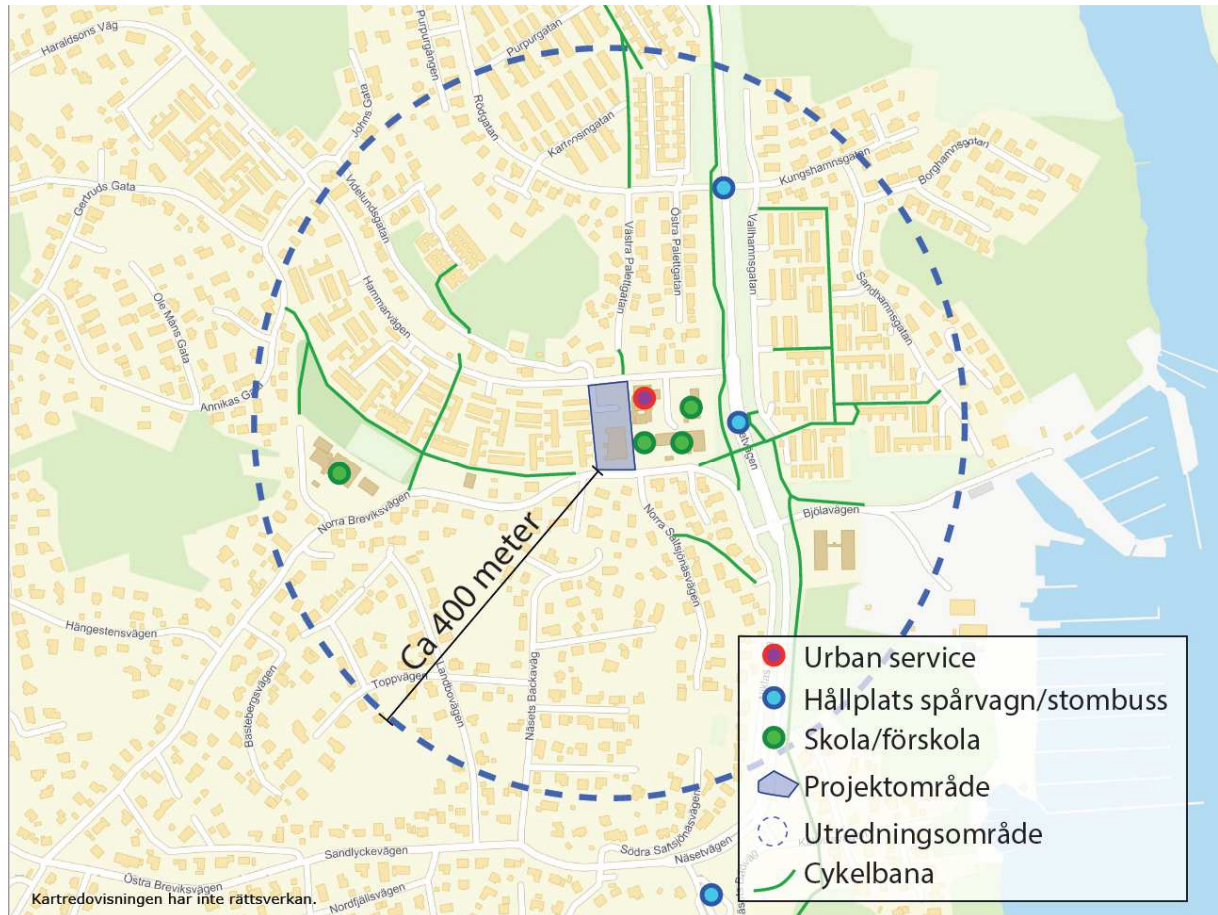 Haraldsons Väg
Purpurgången
Purpurgatan
Johns Gata
Rödgatan
Karmosingatan
Kungshamnsgatan
Borghamnsgatan
Gertruds Gata
Videlundsgatan
Västra Palettgatan
Östra Palettgatan
Vallhamnsgatan
Sandhamnsgatan
Hammarvägen
Ole Måns Gata
Annikas Gata
Norra Breviksvägen
Norra Saltsjönäsvägen
Björlavägen
Ca 400 meter
Hängestensvägen
Bastebergsvägen
Toppvägen
Landbovägen
Näsets Backaväg
Urban service
Hållplats spårvagn/stombuss
Skola/förskola
Projektområde
Utredningsområde
Cykelbana
Södra Saltsjönäsvägen
Näsetvägen
Sandlyckevägen
Östra Breviksvägen
Nordfjällsvägen
Kartredovisningen har inte rättsverkan.